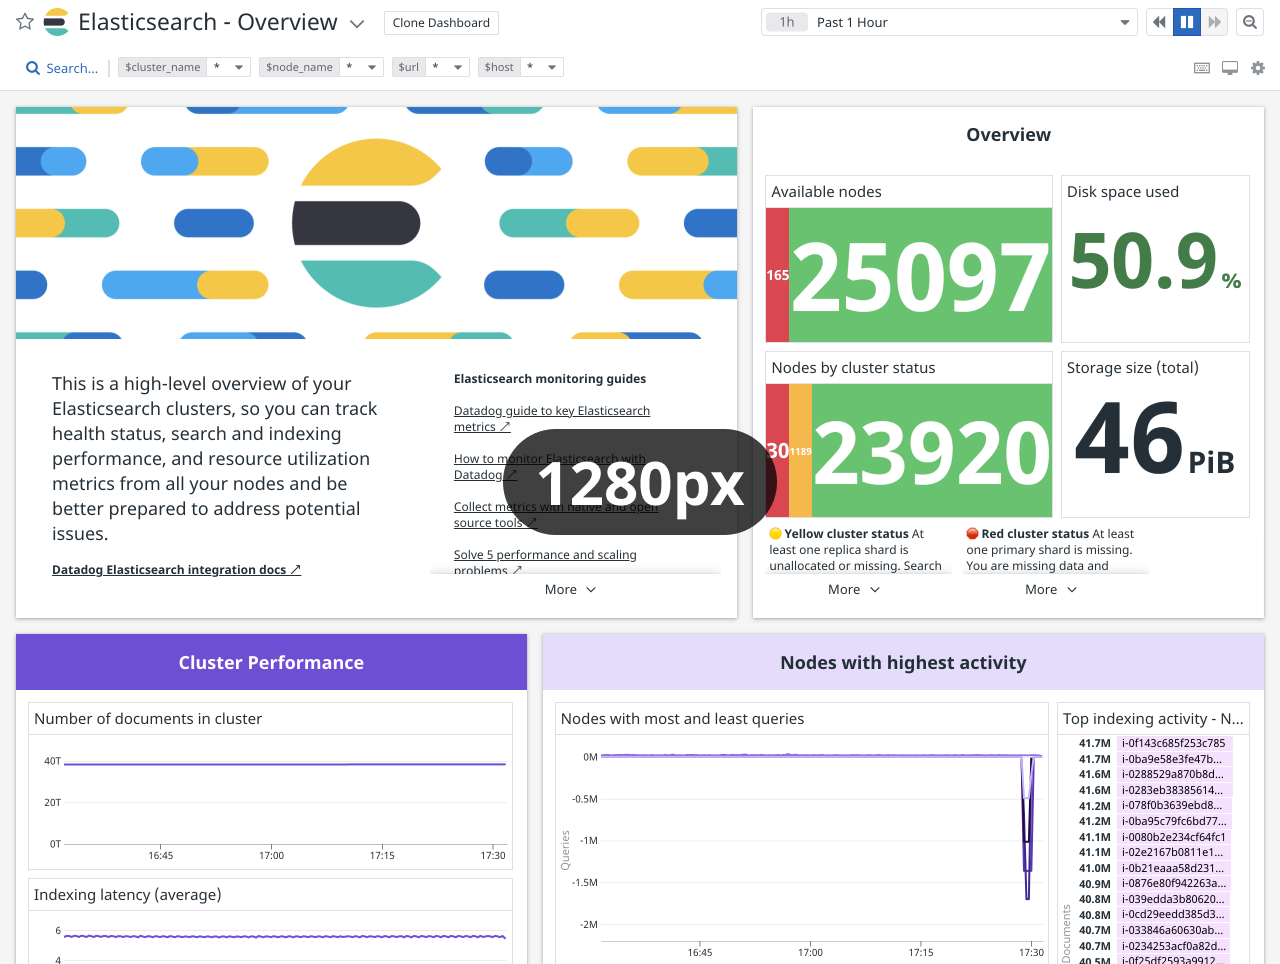 Elasticsearch - Overview
Clone Dashboard
1h Past 1 Hour
Search...
$cluster_name *
$node_name *
$url *
$host *
This is a high-level overview of your
Elasticsearch clusters, so you can track
health status, search and indexing
performance, and resource utilization
metrics from all your nodes and be
better prepared to address potential
issues.
Datadog Elasticsearch integration docs ↗
Elasticsearch monitoring guides
Datadog guide to key Elasticsearch
metrics ↗
How to monitor Elasticsearch with
Datadog ↗
Collect metrics with native and open
source tools ↗
Solve 5 performance and scaling
problems ↗
More
1280px
Overview
Available nodes
165
25097
Disk space used
50.9 %
Nodes by cluster status
30
1189
23920
Storage size (total)
46 PiB
Yellow cluster status At
least one replica shard is
unallocated or missing. Search
More
Red cluster status At least
one primary shard is missing.
You are missing data and
More
Cluster Performance
Number of documents in cluster
40T
20T
0T
16:45 17:00 17:15 17:30
Indexing latency (average)
6
4
Nodes with highest activity
Nodes with most and least queries
Queries
0M
-0.5M
-1M
-1.5M
-2M
16:45 17:00 17:15 17:30
Top indexing activity - N...
Documents
41.7M i-0f143c685f253c785
41.7M i-0ba9e58e3fe47b...
41.6M i-0288529a870b8d...
41.6M i-0283eb38385614...
41.2M i-078f0b3639ebd8...
41.2M i-0ba95c79fc6bd77...
41.1M i-0080b2e234cf64fc1
41.1M i-02e2167b0811e1...
41.0M i-0b21eaaa58d231...
40.9M i-0876e80f942263a...
40.8M i-039edda3b80620...
40.8M i-0cd29eedd385d3...
40.7M i-033846a60630ab...
40.7M i-0234253acf0a82d...
40.5M i-0f25df2593a9912...